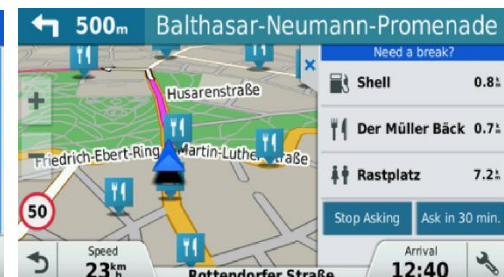 500m Balthasar-Neumann-Promenade
Need a break?
Husarenstraße
Shell 0.8
Der Müller Bäck 0.7
Friedrich-Ebert-Ring
Martin-Luther-Straße
Rastplatz 7.2
50
Stop Asking
Ask in 30 min.
Speed
23 km/h
Rottendorfer Straße
Arrival
12:40